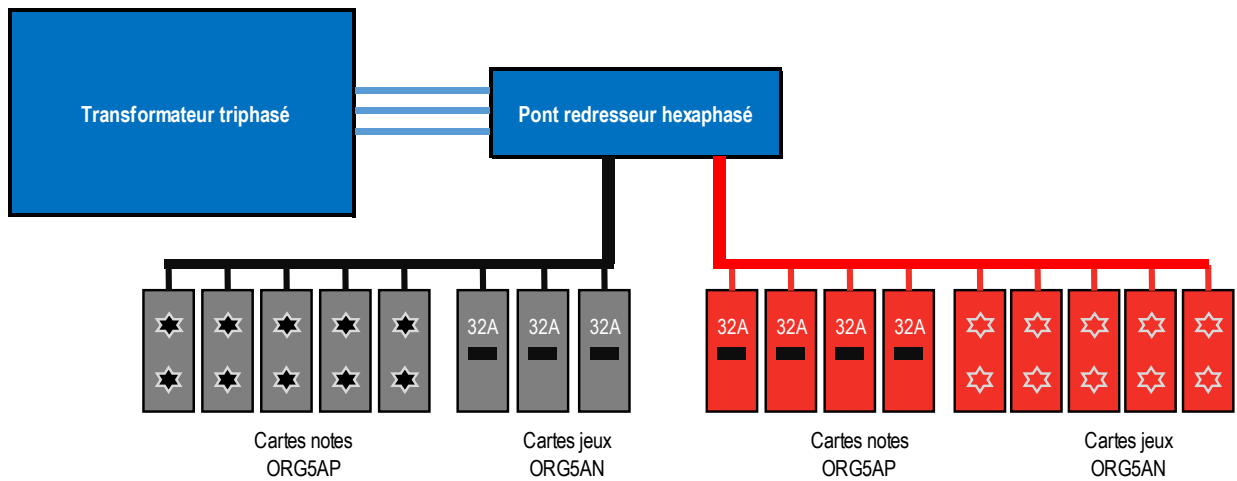 Transformateur triphasé
Pont redresseur hexaphasé
32A
32A
32A
32A
32A
32A
32A
Cartes notes
ORG5AP
Cartes jeux
ORG5AN
Cartes notes
ORG5AP
Cartes jeux
ORG5AN